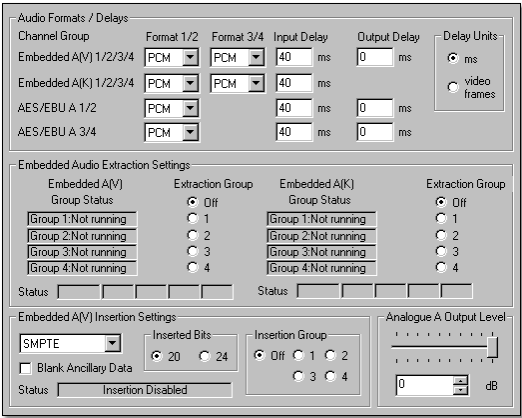 Audio Formats / Delays
Channel Group Format 1/2 Format 3/4 Input Delay Output Delay Delay Units
Embedded A(V) 1/2/3/4 PCM PCM 40 ms 0 ms ms
Embedded A(K) 1/2/3/4 PCM PCM 40 ms video frames
AES/EBU A 1/2 PCM 40 ms 0 ms
AES/EBU A 3/4 PCM 40 ms 0 ms
Embedded Audio Extraction Settings
Embedded A(V) Extraction Group Embedded A(K) Extraction Group
Group Status Off Group Status Off
Group 1:Not running 1 Group 1:Not running 1
Group 2:Not running 2 Group 2:Not running 2
Group 3:Not running 3 Group 3:Not running 3
Group 4:Not running 4 Group 4:Not running 4
Status Status
Embedded A(V) Insertion Settings Analogue A Output Level
SMPTE Inserted Bits Insertion Group
20 24 Off 1 2
Blank Ancillary Data 3 4
Status Insertion Disabled 0 dB